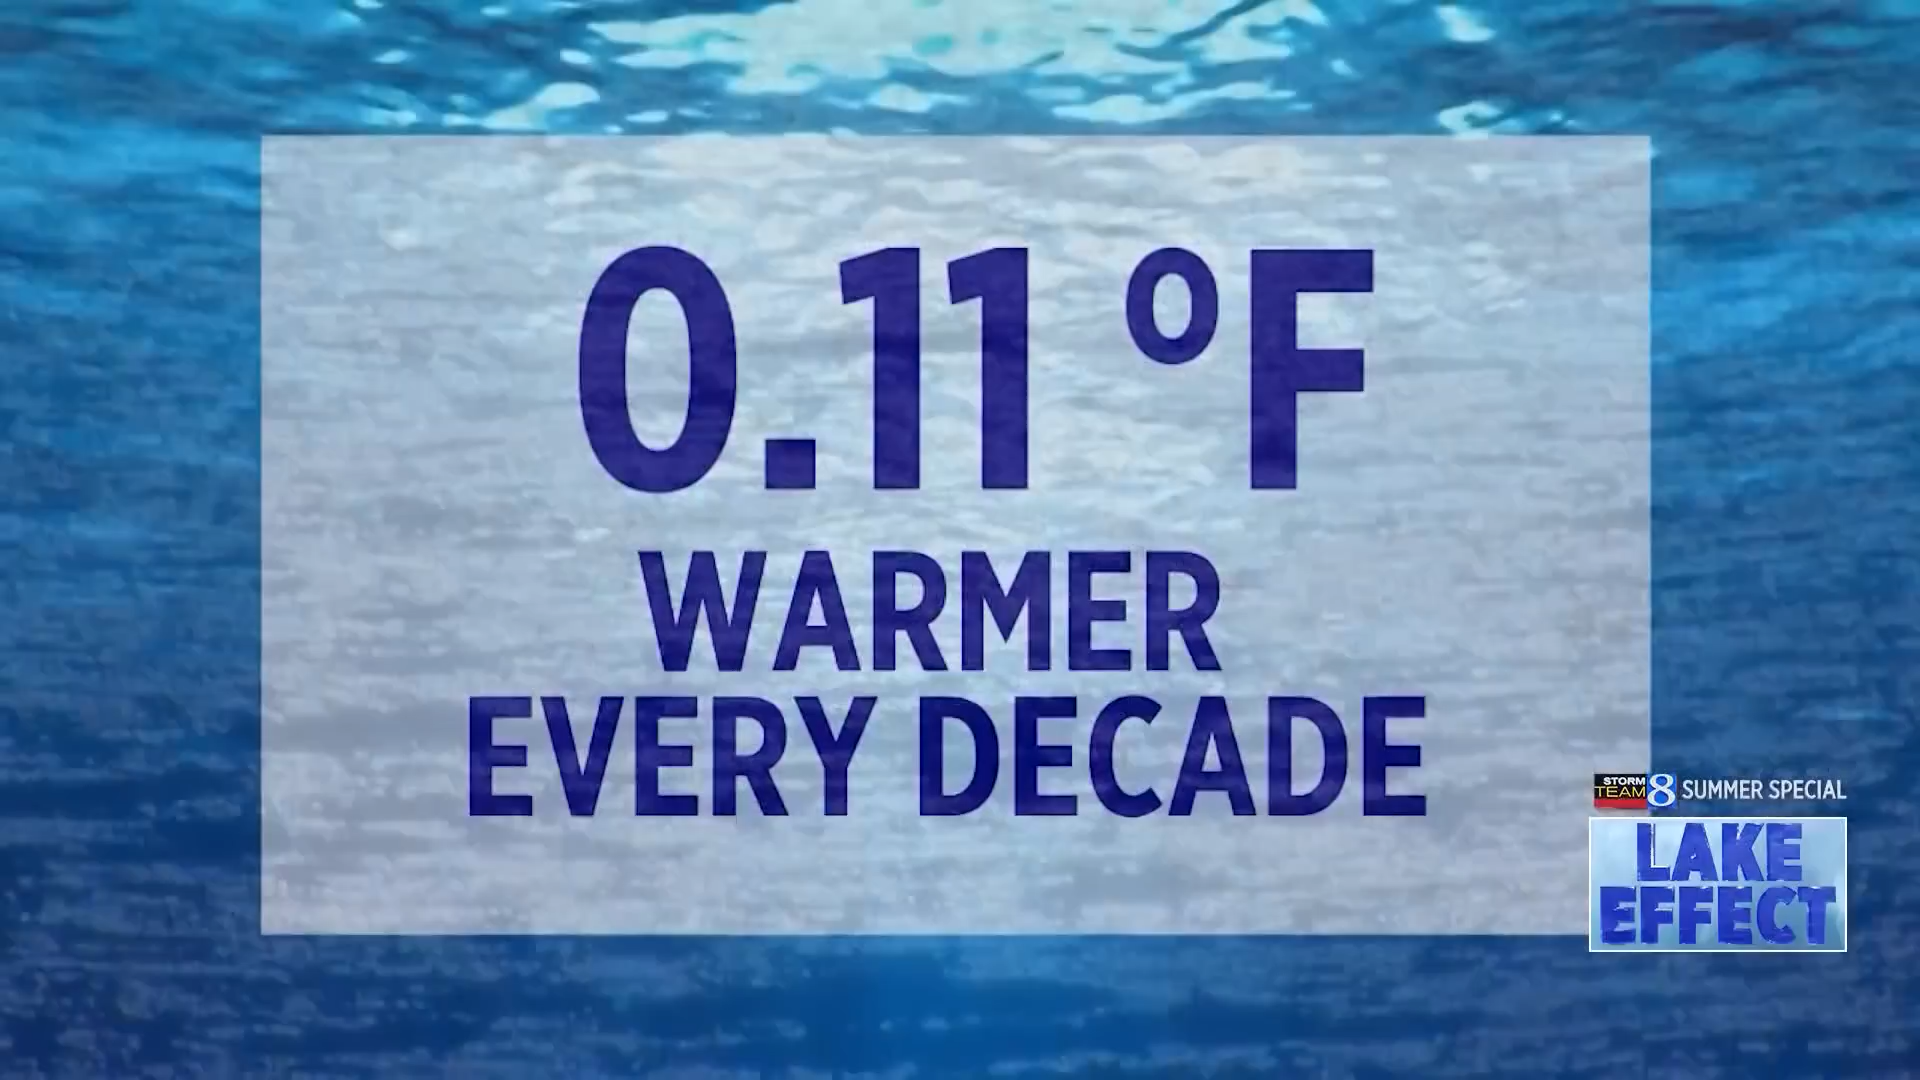 0.11 °F
WARMER
EVERY DECADE
STORM
TEAM 8 SUMMER SPECIAL
LAKE
EFFECT